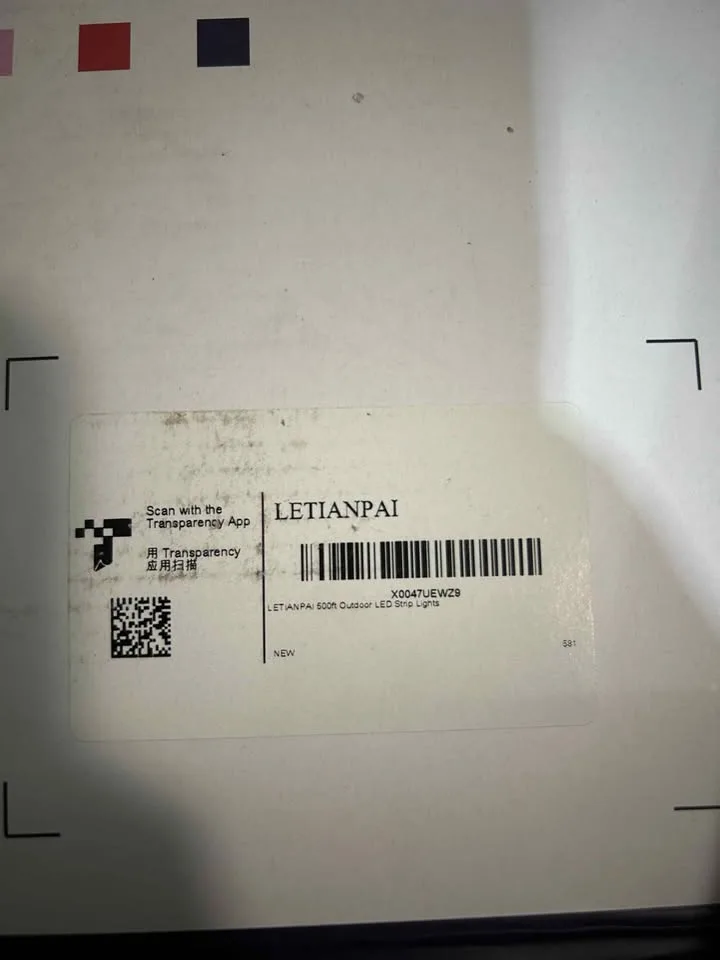 Scan with the
Transparency App
用 Transparency
应用扫描
LETIANPAI
X0047UEWZ9
LETIANPAI 500ft Outdoor LED Strip Lights
NEW
581